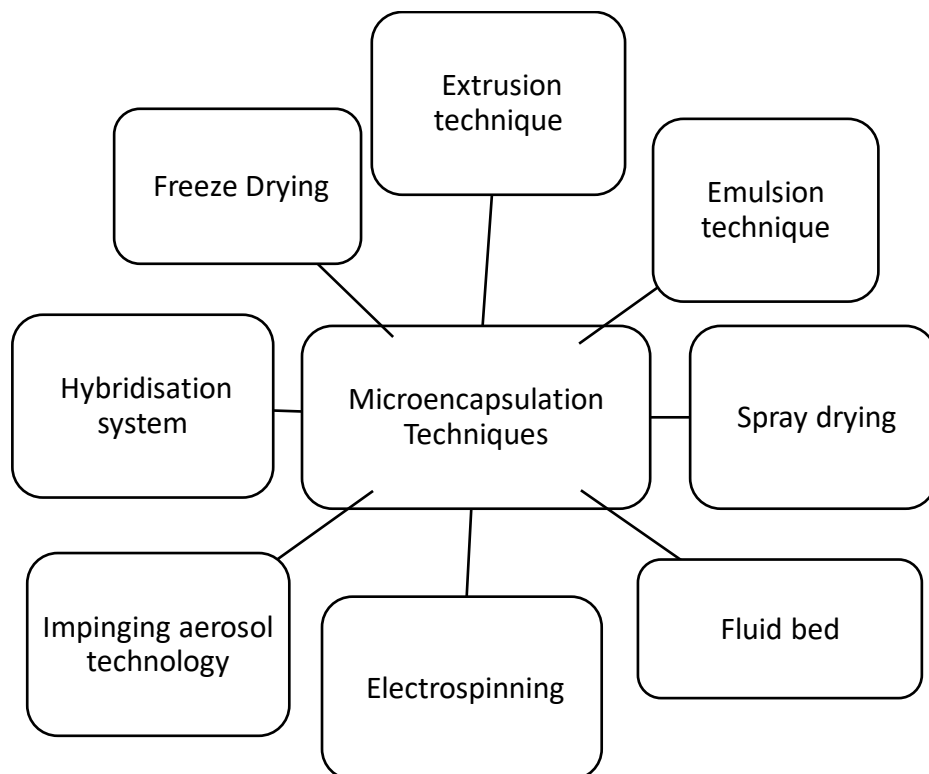 Extrusion
technique
Freeze Drying
Emulsion
technique
Hybridisation
system
Microencapsulation
Techniques
Spray drying
Impinging aerosol
technology
Fluid bed
Electrospinning